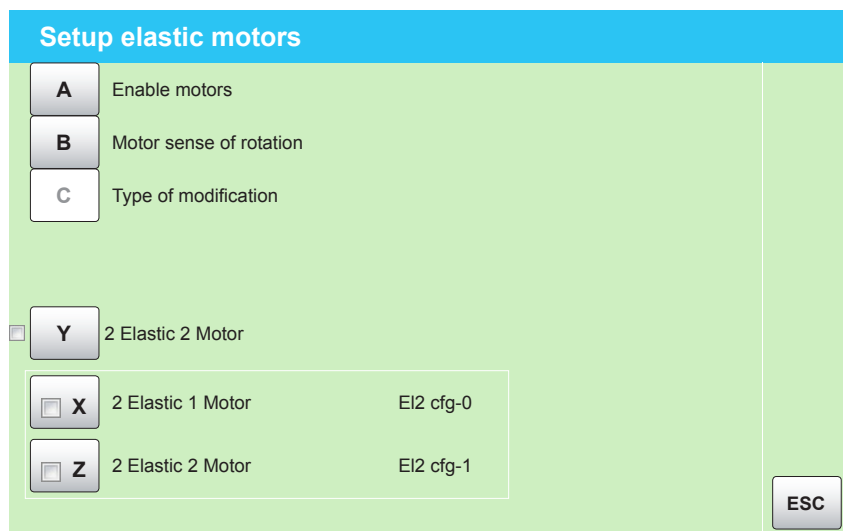 Setup elastic motors
A Enable motors
B Motor sense of rotation
C Type of modification
Y 2 Elastic 2 Motor
X 2 Elastic 1 Motor El2 cfg-0
Z 2 Elastic 2 Motor El2 cfg-1
ESC